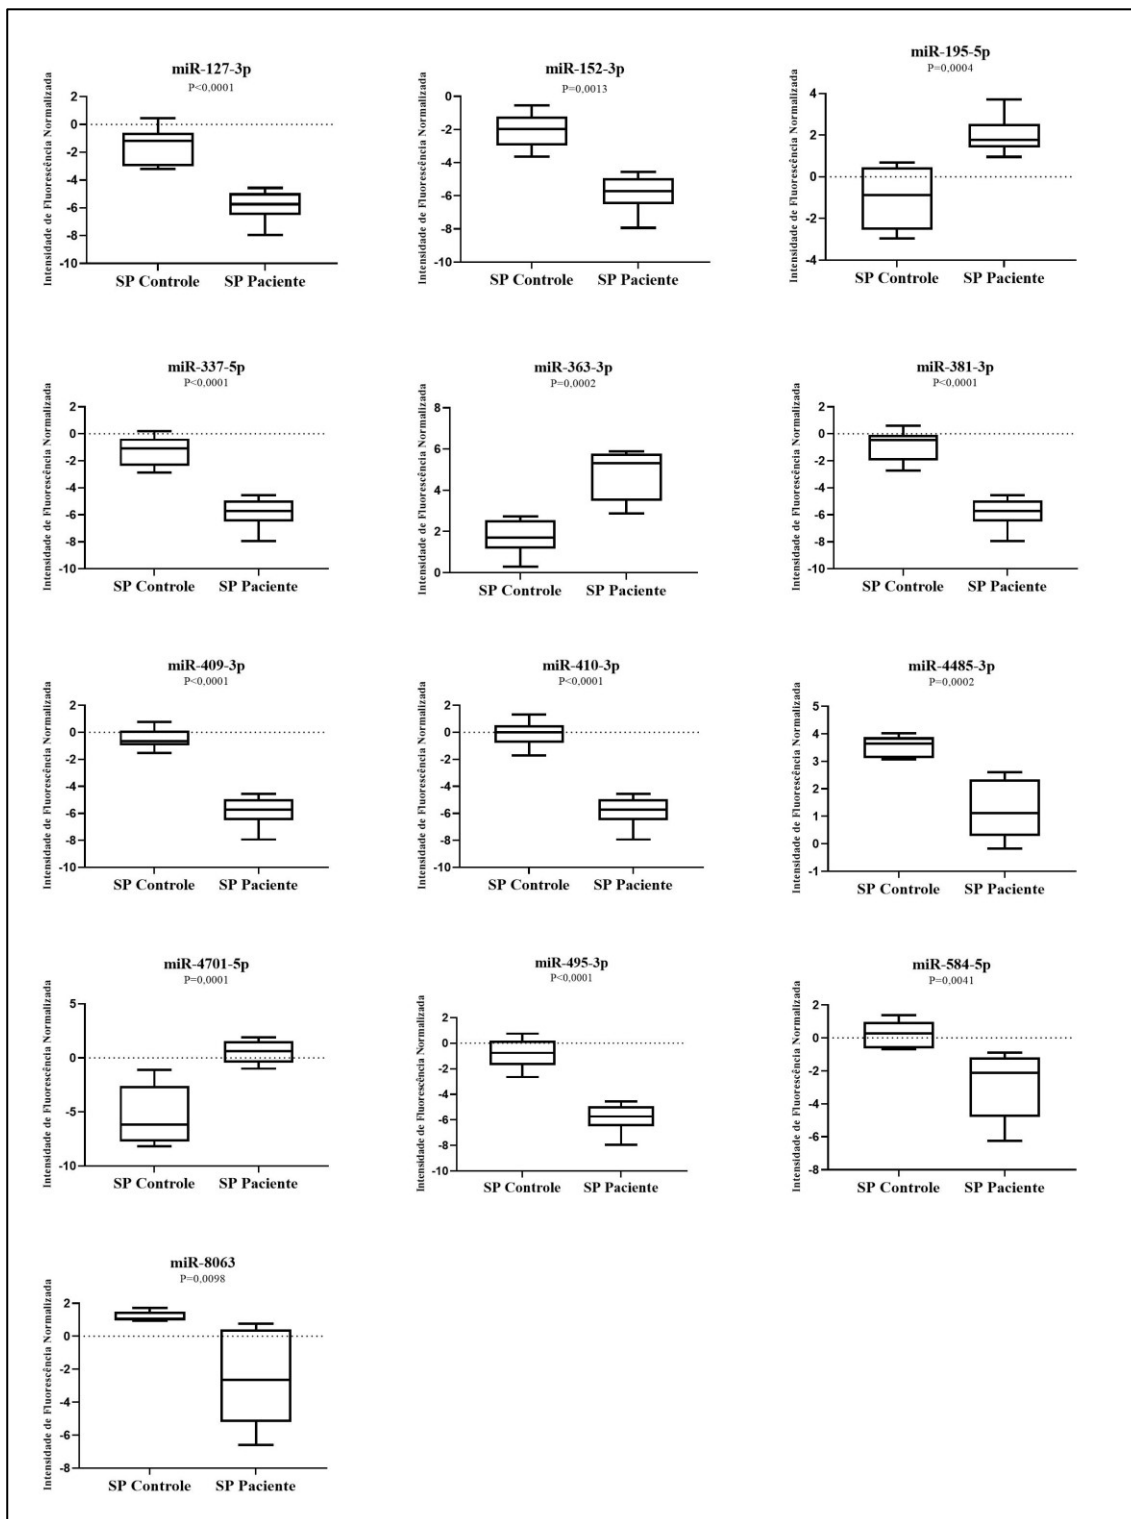 miR-127-3p
P<0,0001
Intensidade de Fluorescência Normalizada
2
0
-2
-4
-6
-8
-10
SP Controle SP Paciente
miR-152-3p
P=0,0013
Intensidade de Fluorescência Normalizada
0
-2
-4
-6
-8
-10
SP Controle SP Paciente
miR-195-5p
P=0,0004
Intensidade de Fluorescência Normalizada
4
2
0
-2
-4
SP Controle SP Paciente
miR-337-5p
P<0,0001
Intensidade de Fluorescência Normalizada
2
0
-2
-4
-6
-8
-10
SP Controle SP Paciente
miR-363-3p
P=0,0002
Intensidade de Fluorescência Normalizada
8
6
4
2
0
SP Controle SP Paciente
miR-381-3p
P<0,0001
Intensidade de Fluorescência Normalizada
2
0
-2
-4
-6
-8
-10
SP Controle SP Paciente
miR-409-3p
P<0,0001
Intensidade de Fluorescência Normalizada
2
0
-2
-4
-6
-8
-10
SP Controle SP Paciente
miR-410-3p
P<0,0001
Intensidade de Fluorescência Normalizada
2
0
-2
-4
-6
-8
-10
SP Controle SP Paciente
miR-4485-3p
P=0,0002
Intensidade de Fluorescência Normalizada
5
4
3
2
1
0
-1
SP Controle SP Paciente
miR-4701-5p
P=0,0001
Intensidade de Fluorescência Normalizada
5
0
-5
-10
SP Controle SP Paciente
miR-495-3p
P<0,0001
Intensidade de Fluorescência Normalizada
2
0
-2
-4
-6
-8
-10
SP Controle SP Paciente
miR-584-5p
P=0,0041
Intensidade de Fluorescência Normalizada
2
0
-2
-4
-6
-8
SP Controle SP Paciente
miR-8063
P=0,0098
Intensidade de Fluorescência Normalizada
2
0
-2
-4
-6
-8
SP Controle SP Paciente